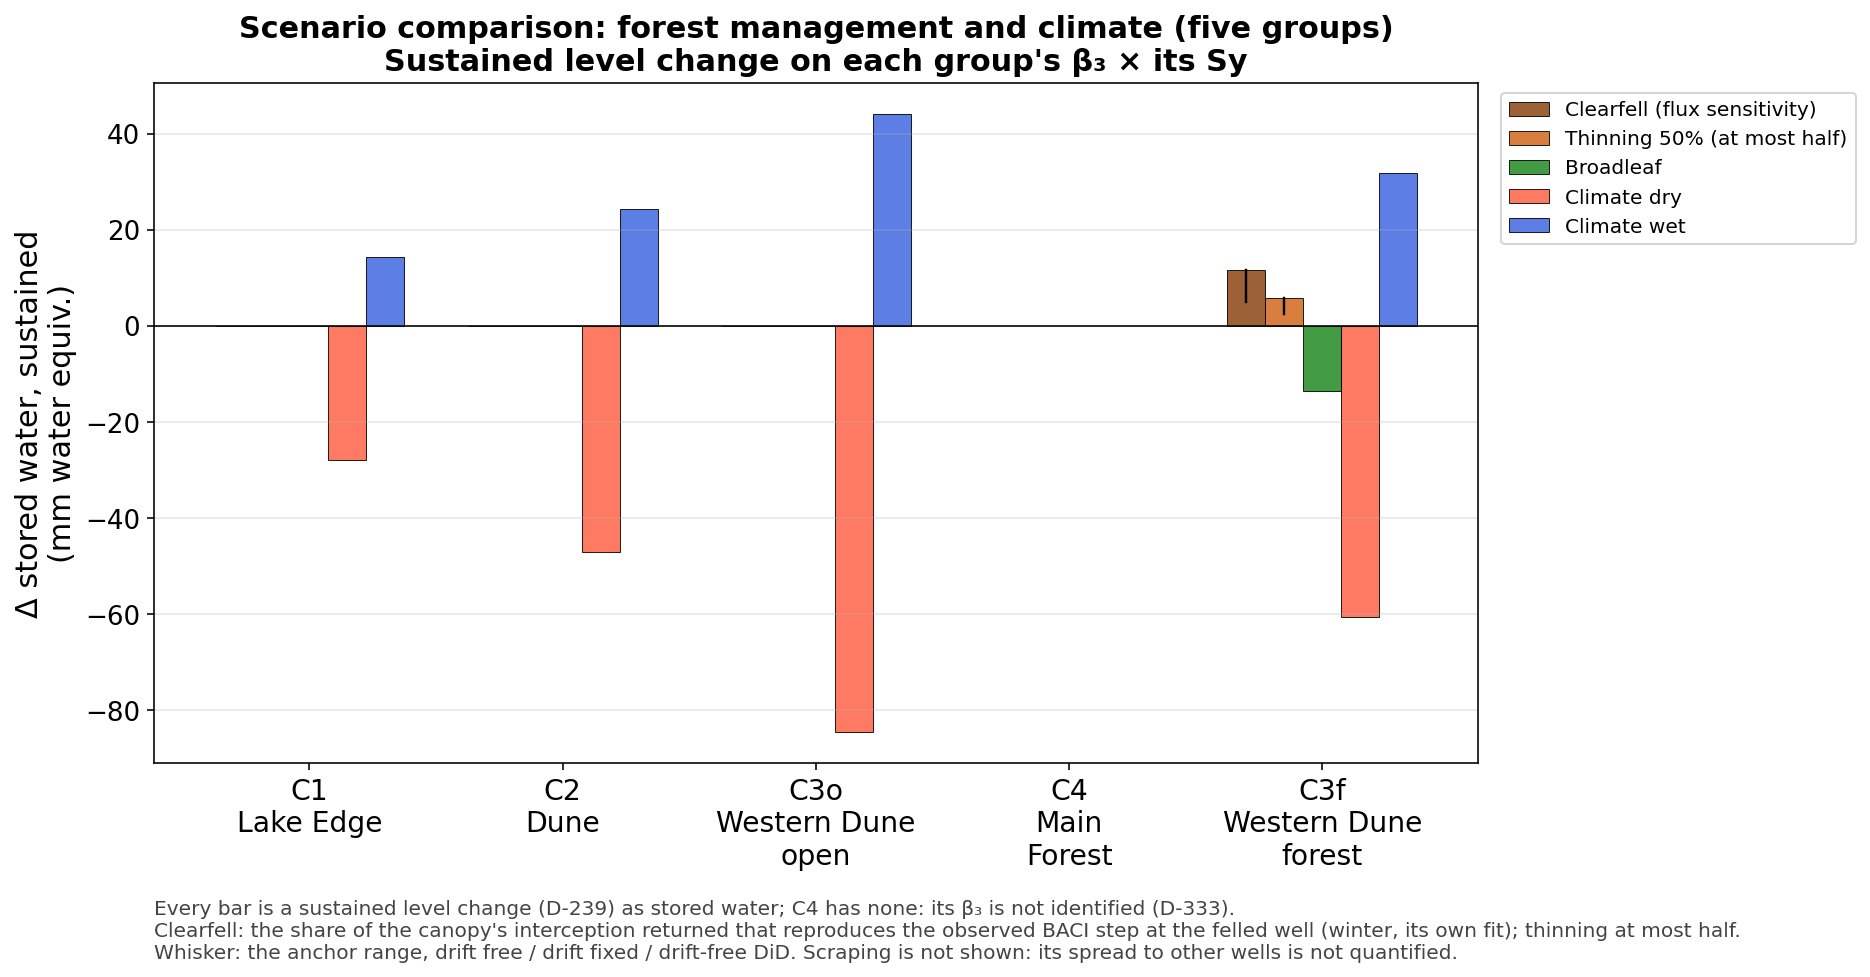 Scenario comparison: forest management and climate (five groups)
Sustained level change on each group's β₃ × its Sy
Clearfell (flux sensitivity)
Thinning 50% (at most half)
Broadleaf
Climate dry
Climate wet
Δ stored water, sustained
(mm water equiv.)
40
20
0
−20
−40
−60
−80
C1
Lake Edge
C2
Dune
C3o
Western Dune
open
C4
Main
Forest
C3f
Western Dune
forest
Every bar is a sustained level change (D-239) as stored water; C4 has none: its β₃ is not identified (D-333).
Clearfell: the share of the canopy's interception returned that reproduces the observed BACI step at the felled well (winter, its own fit); thinning at most half.
Whisker: the anchor range, drift free / drift fixed / drift-free DiD. Scraping is not shown: its spread to other wells is not quantified.